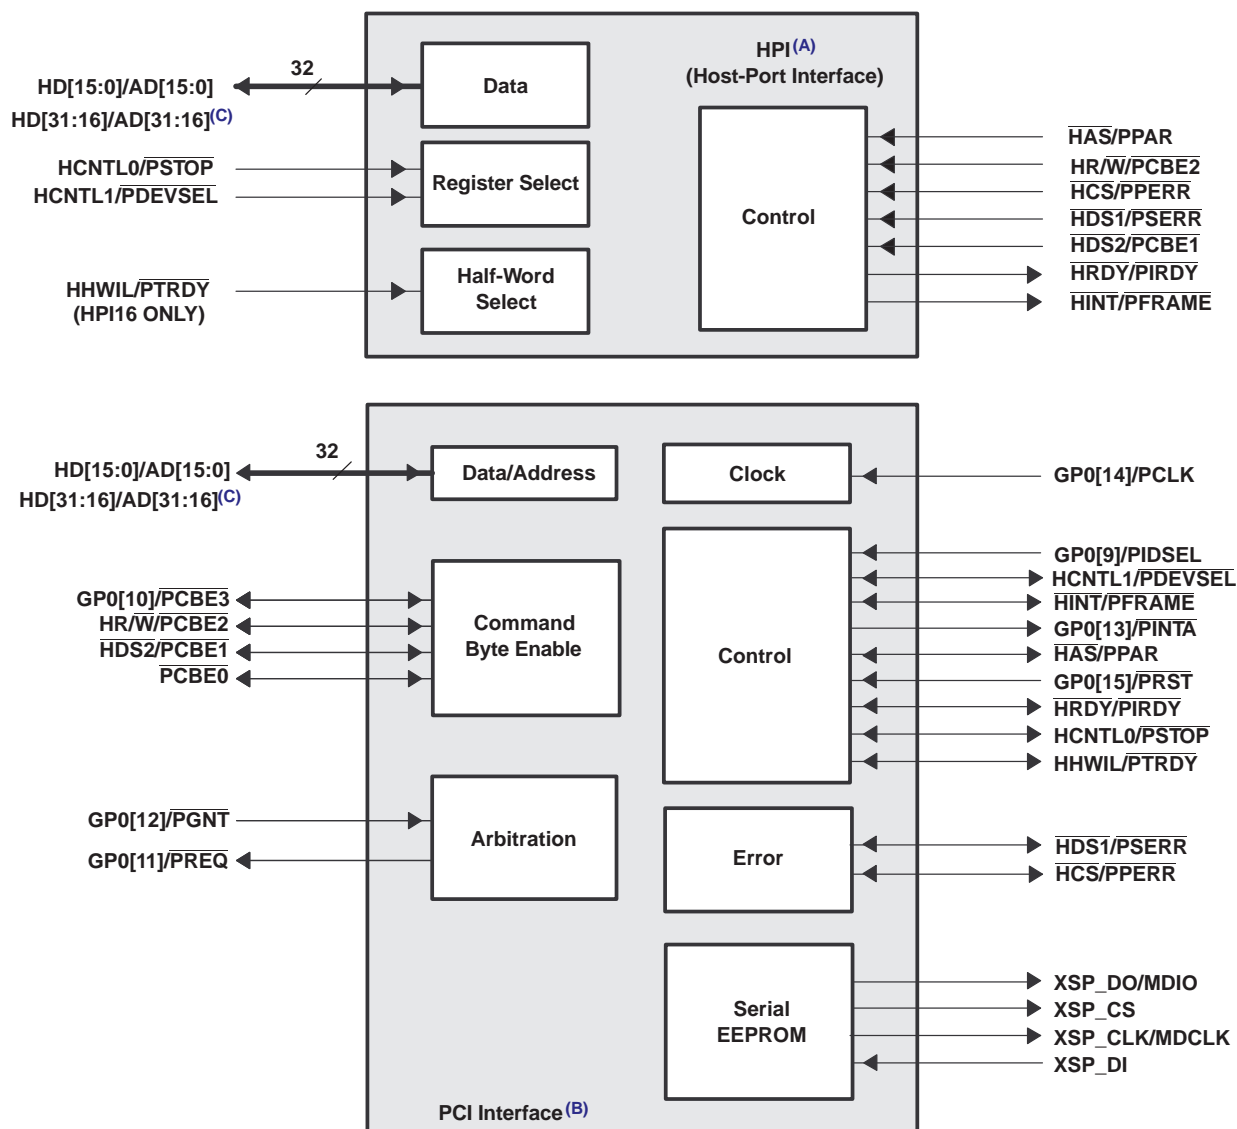 HPI(A)
(Host-Port Interface)
32
HD[15:0]/AD[15:0]
HD[31:16]/AD[31:16](C)
Data
HCNTL0/PSTOP
HCNTL1/PDEVSEL
Register Select
HHWIL/PTRDY
(HPI16 ONLY)
Half-Word
Select
Control
HAS/PPAR
HR/W/PCBE2
HCS/PPERR
HDS1/PSERR
HDS2/PCBE1
HRDY/PIRDY
HINT/PFRAME
32
HD[15:0]/AD[15:0]
HD[31:16]/AD[31:16](C)
Data/Address
Clock
GP0[14]/PCLK
GP0[10]/PCBE3
HR/W/PCBE2
HDS2/PCBE1
PCBE0
Command
Byte Enable
Control
GP0[9]/PIDSEL
HCNTL1/PDEVSEL
HINT/PFRAME
GP0[13]/PINTA
HAS/PPAR
GP0[15]/PRST
HRDY/PIRDY
HCNTL0/PSTOP
HHWIL/PTRDY
GP0[12]/PGNT
GP0[11]/PREQ
Arbitration
Error
HDS1/PSERR
HCS/PPERR
Serial
EEPROM
XSP_DO/MDIO
XSP_CS
XSP_CLK/MDCLK
XSP_DI
PCI Interface(B)